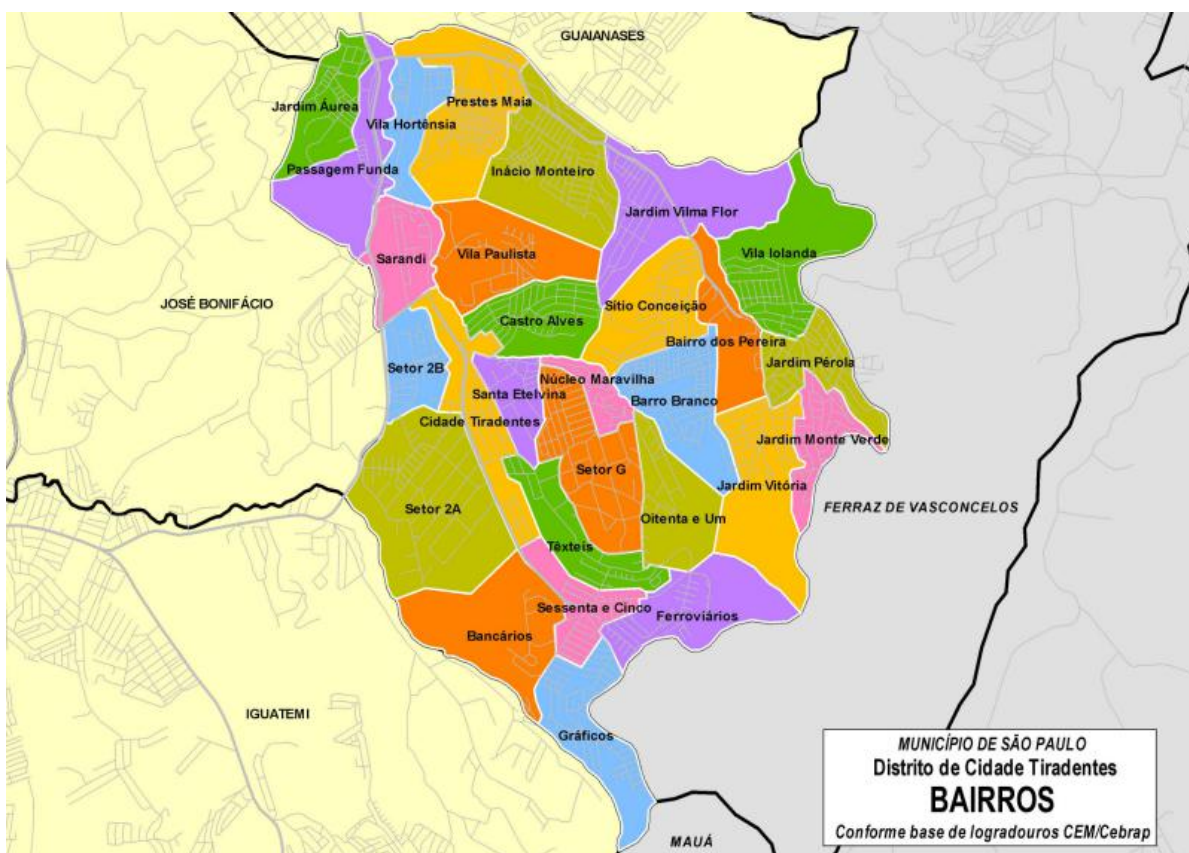 GUAIANASES
Jardim Áurea
Prestes Maia
Vila Hortênsia
Passagem Funda
Inácio Monteiro
Jardim Vilma Flor
Sarandi
Vila Paulista
Vila Iolanda
JOSÉ BONIFÁCIO
Sítio Conceição
Castro Alves
Bairro dos Pereira
Setor 2B
Jardim Pérola
Núcleo Maravilha
Santa Etelvina
Barro Branco
Cidade Tiradentes
Jardim Monte Verde
Setor G
Jardim Vitória
Setor 2A
Oitenta e Um
FERRAZ DE VASCONCELOS
Têxteis
Sessenta e Cinco
Ferroviários
Bancários
IGUATEMI
Gráficos
MUNICÍPIO DE SÃO PAULO
Distrito de Cidade Tiradentes
BAIRROS
Conforme base de logradouros CEM/Cebrap
MAUÁ